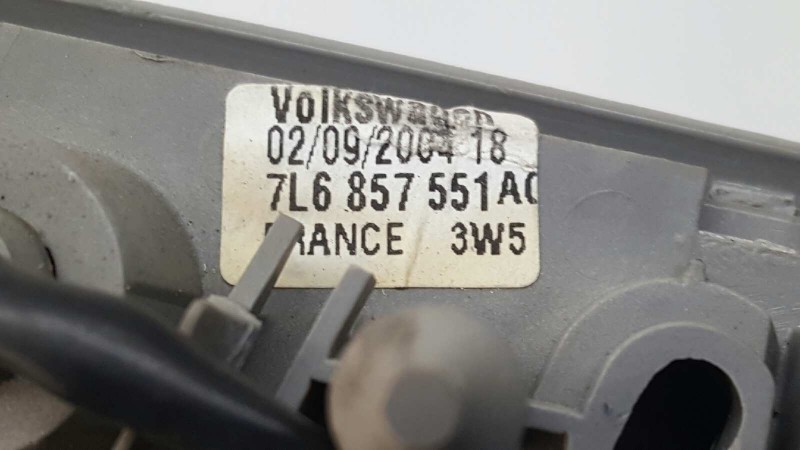 Volkswagen
02/09/2004 18
7L6 857 551AC
FRANCE 3W5